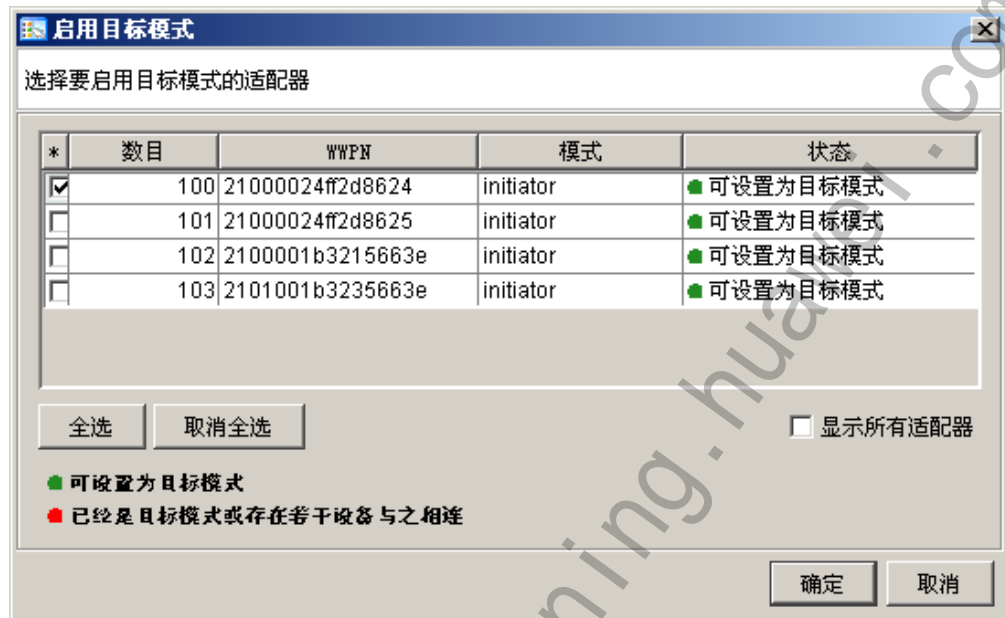 启用目标模式
选择要启用目标模式的适配器
* 数目 WWPN 模式 状态
100 21000024ff2d8624 initiator 可设置为目标模式
101 21000024ff2d8625 initiator 可设置为目标模式
102 2100001b3215663e initiator 可设置为目标模式
103 2101001b3235663e initiator 可设置为目标模式
全选 取消全选 显示所有适配器
可设置为目标模式
已经是目标模式或存在若干设备与之相连
确定 取消
ning.huawei.com